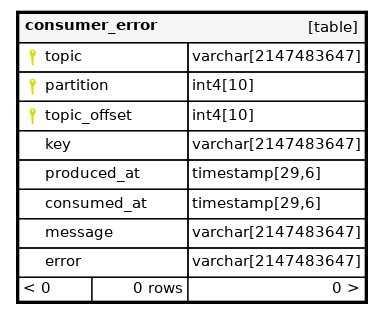 consumer_error [table]
topic varchar[2147483647]
partition int4[10]
topic_offset int4[10]
key varchar[2147483647]
produced_at timestamp[29,6]
consumed_at timestamp[29,6]
message varchar[2147483647]
error varchar[2147483647]
< 0 0 rows 0 >